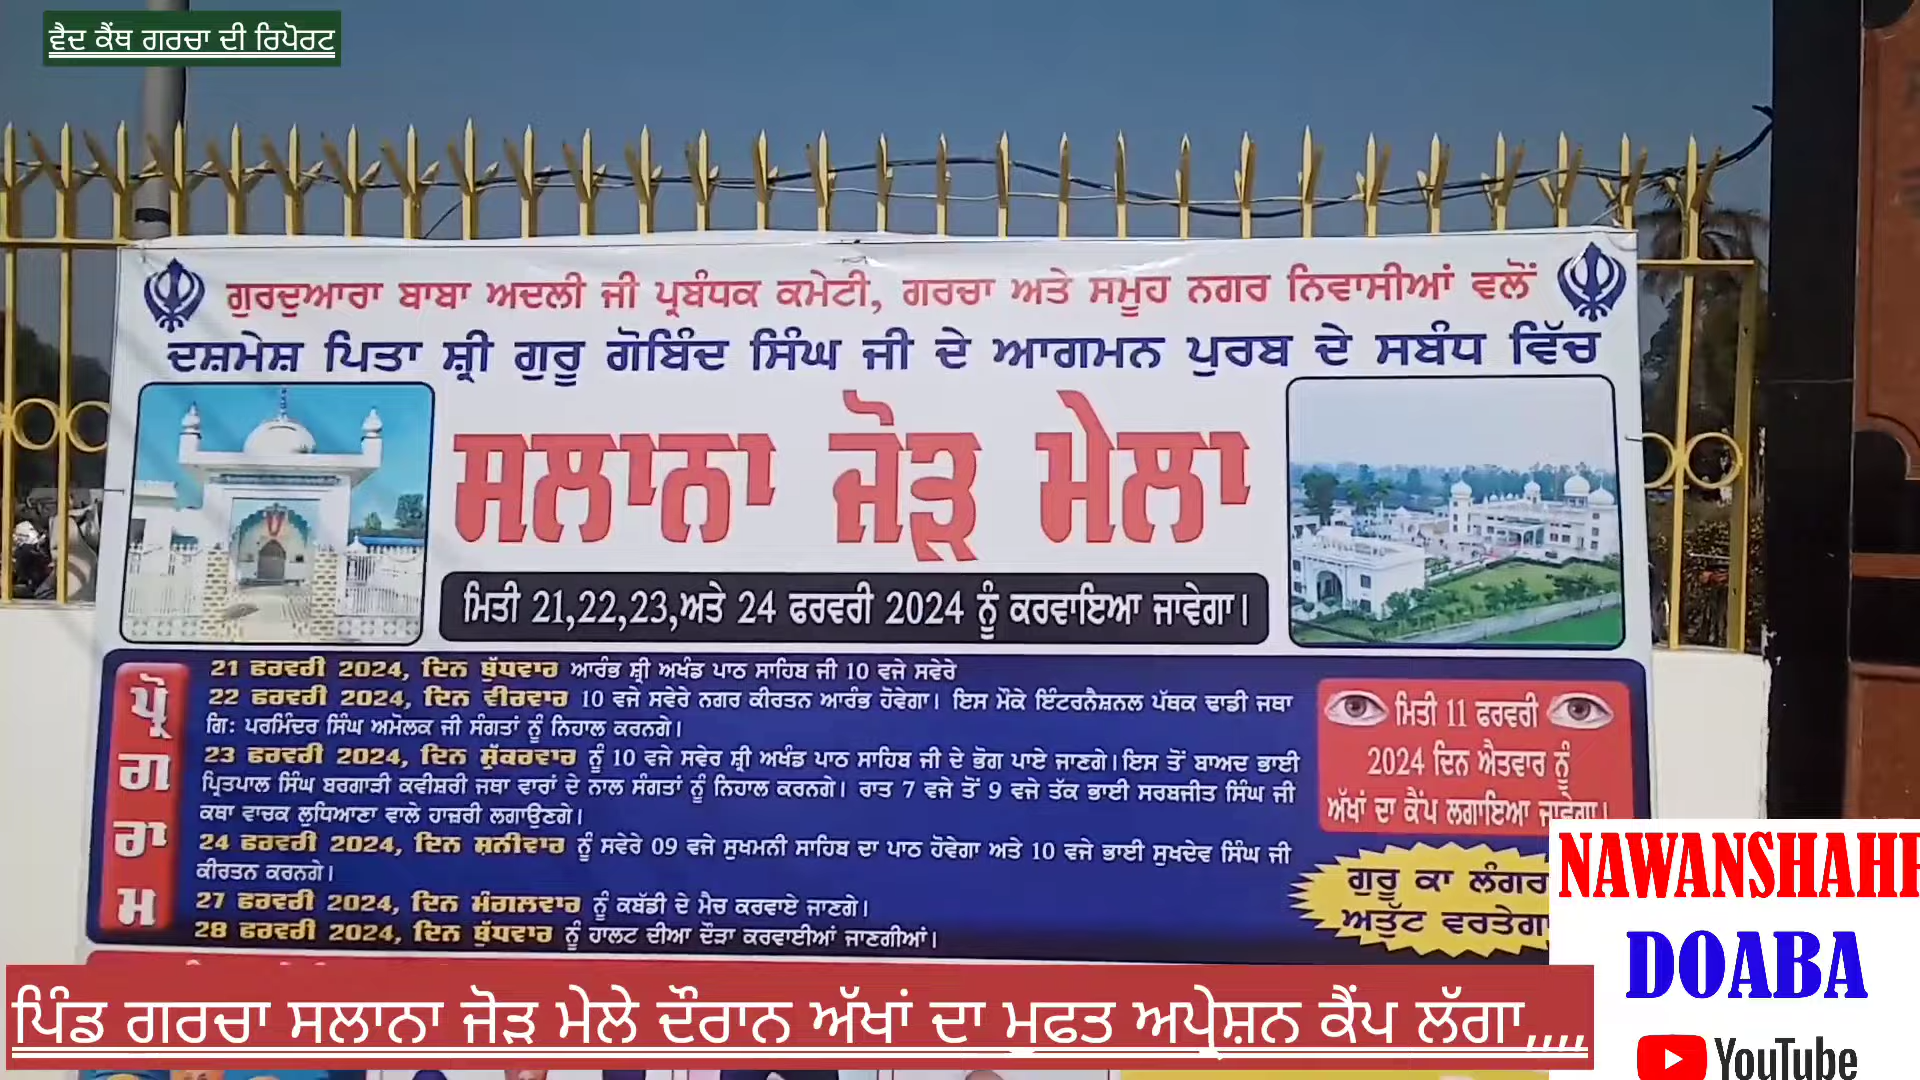 ਵੈਦ ਕੈਂਥ ਗਰਚਾ ਦੀ ਰਿਪੋਰਟ
ਗੁਰਦੁਆਰਾ ਬਾਬਾ ਅਦਲੀ ਜੀ ਪ੍ਰਬੰਧਕ ਕਮੇਟੀ, ਗਰਚਾ ਅਤੇ ਸਮੂਹ ਨਗਰ ਨਿਵਾਸੀਆਂ ਵਲੋਂ
ਦਸ਼ਮੇਸ਼ ਪਿਤਾ ਸ਼੍ਰੀ ਗੁਰੂ ਗੋਬਿੰਦ ਸਿੰਘ ਜੀ ਦੇ ਆਗਮਨ ਪੁਰਬ ਦੇ ਸਬੰਧ ਵਿੱਚ
ਸਲਾਨਾ ਜੋੜ ਮੇਲਾ
ਮਿਤੀ 21,22,23,ਅਤੇ 24 ਫਰਵਰੀ 2024 ਨੂੰ ਕਰਵਾਇਆ ਜਾਵੇਗਾ।
ਪ੍ਰੋਗਰਾਮ
21 ਫਰਵਰੀ 2024, ਦਿਨ ਬੁੱਧਵਾਰ ਆਰੰਭ ਸ਼੍ਰੀ ਅਖੰਡ ਪਾਠ ਸਾਹਿਬ ਜੀ 10 ਵਜੇ ਸਵੇਰੇ
22 ਫਰਵਰੀ 2024, ਦਿਨ ਵੀਰਵਾਰ 10 ਵਜੇ ਸਵੇਰੇ ਨਗਰ ਕੀਰਤਨ ਆਰੰਭ ਹੋਵੇਗਾ। ਇਸ ਮੌਕੇ ਇੰਟਰਨੈਸ਼ਨਲ ਪੰਥਕ ਢਾਡੀ ਜਥਾ
ਗਿ: ਪਰਮਿੰਦਰ ਸਿੰਘ ਅਮੋਲਕ ਜੀ ਸੰਗਤਾਂ ਨੂੰ ਨਿਹਾਲ ਕਰਨਗੇ।
23 ਫਰਵਰੀ 2024, ਦਿਨ ਸ਼ੁੱਕਰਵਾਰ ਨੂੰ 10 ਵਜੇ ਸਵੇਰ ਸ਼੍ਰੀ ਅਖੰਡ ਪਾਠ ਸਾਹਿਬ ਜੀ ਦੇ ਭੋਗ ਪਾਏ ਜਾਣਗੇ।ਇਸ ਤੋਂ ਬਾਅਦ ਭਾਈ
ਪ੍ਰਿਤਪਾਲ ਸਿੰਘ ਬਰਗਾੜੀ ਕਵੀਸ਼ਰੀ ਜਥਾ ਵਾਰਾਂ ਦੇ ਨਾਲ ਸੰਗਤਾਂ ਨੂੰ ਨਿਹਾਲ ਕਰਨਗੇ। ਰਾਤ 7 ਵਜੇ ਤੋਂ 9 ਵਜੇ ਤੱਕ ਭਾਈ ਸਰਬਜੀਤ ਸਿੰਘ ਜੀ
ਕਥਾ ਵਾਚਕ ਲੁਧਿਆਣਾ ਵਾਲੇ ਹਾਜ਼ਰੀ ਲਗਾਉਣਗੇ।
24 ਫਰਵਰੀ 2024, ਦਿਨ ਸ਼ਨੀਵਾਰ ਨੂੰ ਸਵੇਰੇ 09 ਵਜੇ ਸੁਖਮਨੀ ਸਾਹਿਬ ਦਾ ਪਾਠ ਹੋਵੇਗਾ ਅਤੇ 10 ਵਜੇ ਭਾਈ ਸੁਖਦੇਵ ਸਿੰਘ ਜੀ
ਕੀਰਤਨ ਕਰਨਗੇ।
27 ਫਰਵਰੀ 2024, ਦਿਨ ਮੰਗਲਵਾਰ ਨੂੰ ਕਬੱਡੀ ਦੇ ਮੈਚ ਕਰਵਾਏ ਜਾਣਗੇ।
28 ਫਰਵਰੀ 2024, ਦਿਨ ਬੁੱਧਵਾਰ ਨੂੰ ਹਾਲਟ ਦੀਆ ਦੌੜਾ ਕਰਵਾਈਆਂ ਜਾਣਗੀਆਂ।
ਮਿਤੀ 11 ਫਰਵਰੀ
2024 ਦਿਨ ਐਤਵਾਰ ਨੂੰ
ਅੱਖਾਂ ਦਾ ਕੈਂਪ ਲਗਾਇਆ ਜਾਵੇਗਾ।
ਗੁਰੂ ਕਾ ਲੰਗਰ
ਅਤੁੱਟ ਵਰਤੇਗਾ
NAWANSHAHR
DOABA
YouTube
ਪਿੰਡ ਗਰਚਾ ਸਲਾਨਾ ਜੋੜ ਮੇਲੇ ਦੌਰਾਨ ਅੱਖਾਂ ਦਾ ਮੁਫਤ ਅਪ੍ਰੇਸ਼ਨ ਕੈਂਪ ਲੱਗਾ....